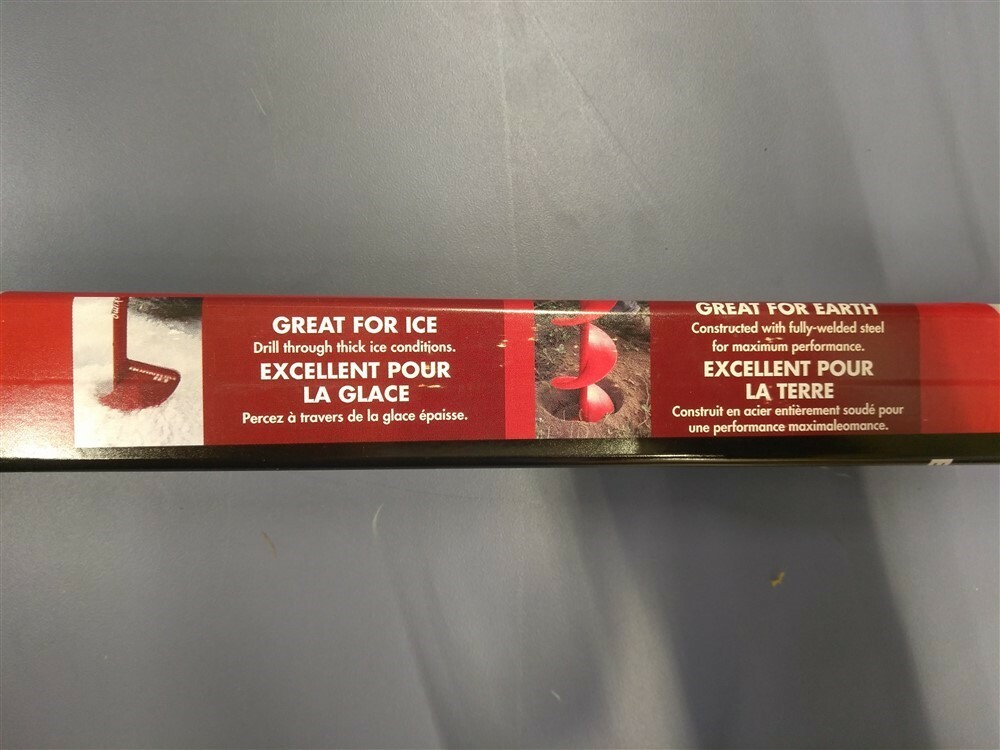 GREAT FOR ICE
Drill through thick ice conditions.
EXCELLENT POUR
LA GLACE
Percez à travers de la glace épaisse.
GREAT FOR EARTH
Constructed with fully-welded steel
for maximum performance.
EXCELLENT POUR
LA TERRE
Construit en acier entièrement soudé pour
une performance maximaleomance.